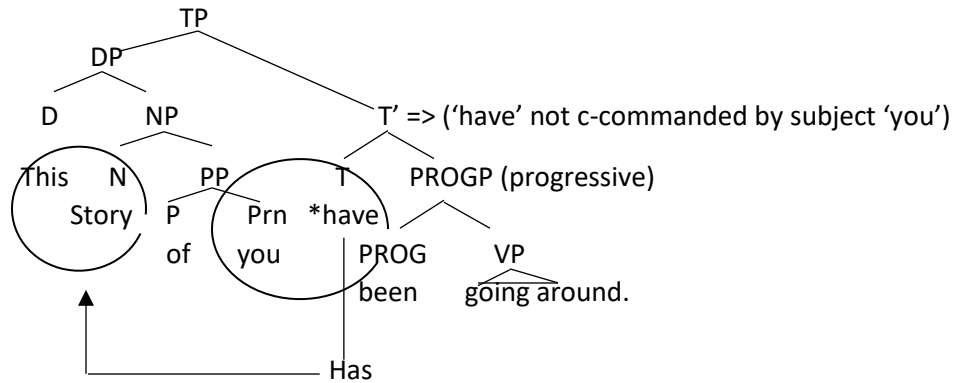 TP
DP
D NP T’ => (‘have’ not c-commanded by subject ‘you’)
This N PP T PROGP (progressive)
Story P Prn *have
of you PROG VP
been going around.
Has